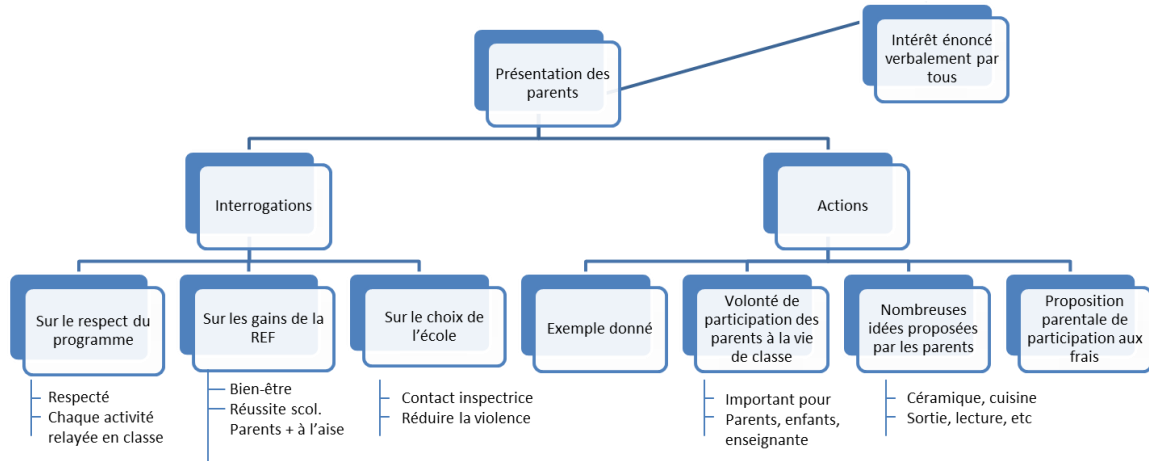 Intérêt énoncé
verbalement par
tous
Présentation des
parents
Interrogations
Actions
Sur le respect du
programme
Sur les gains de la
REF
Sur le choix de
l'école
Exemple donné
Volonté de
participation des
parents à la vie
de classe
Nombreuses
idées proposées
par les parents
Proposition
parentale de
participation aux
frais
Respecté
Chaque activité
relayée en classe
Bien-être
Réussite scol.
Parents + à l'aise
Contact inspectrice
Réduire la violence
Important pour
Parents, enfants,
enseignante
Céramique, cuisine
Sortie, lecture, etc